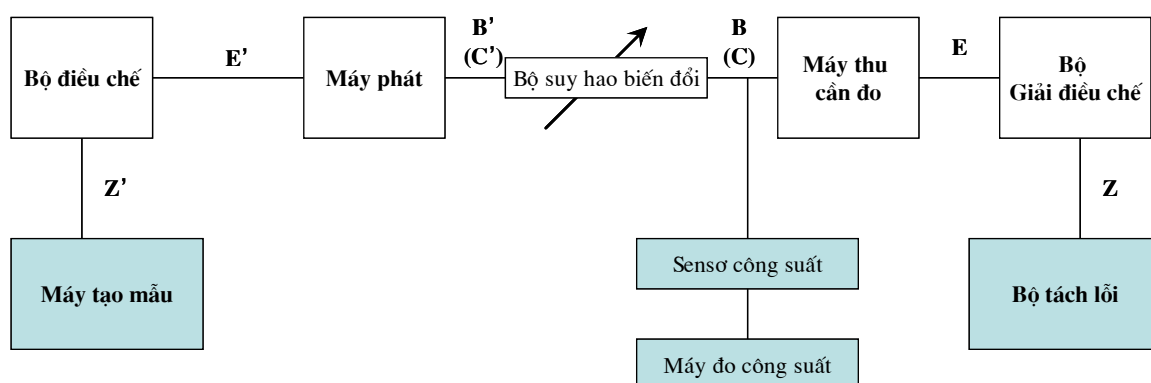 Bộ điều chế
E’
Máy phát
B’
(C’)
Bộ suy hao biến đổi
B
(C)
Máy thu
cần đo
E
Bộ
Giải điều chế
Z’
Z
Máy tạo mẫu
Sensơ công suất
Bộ tách lỗi
Máy đo công suất